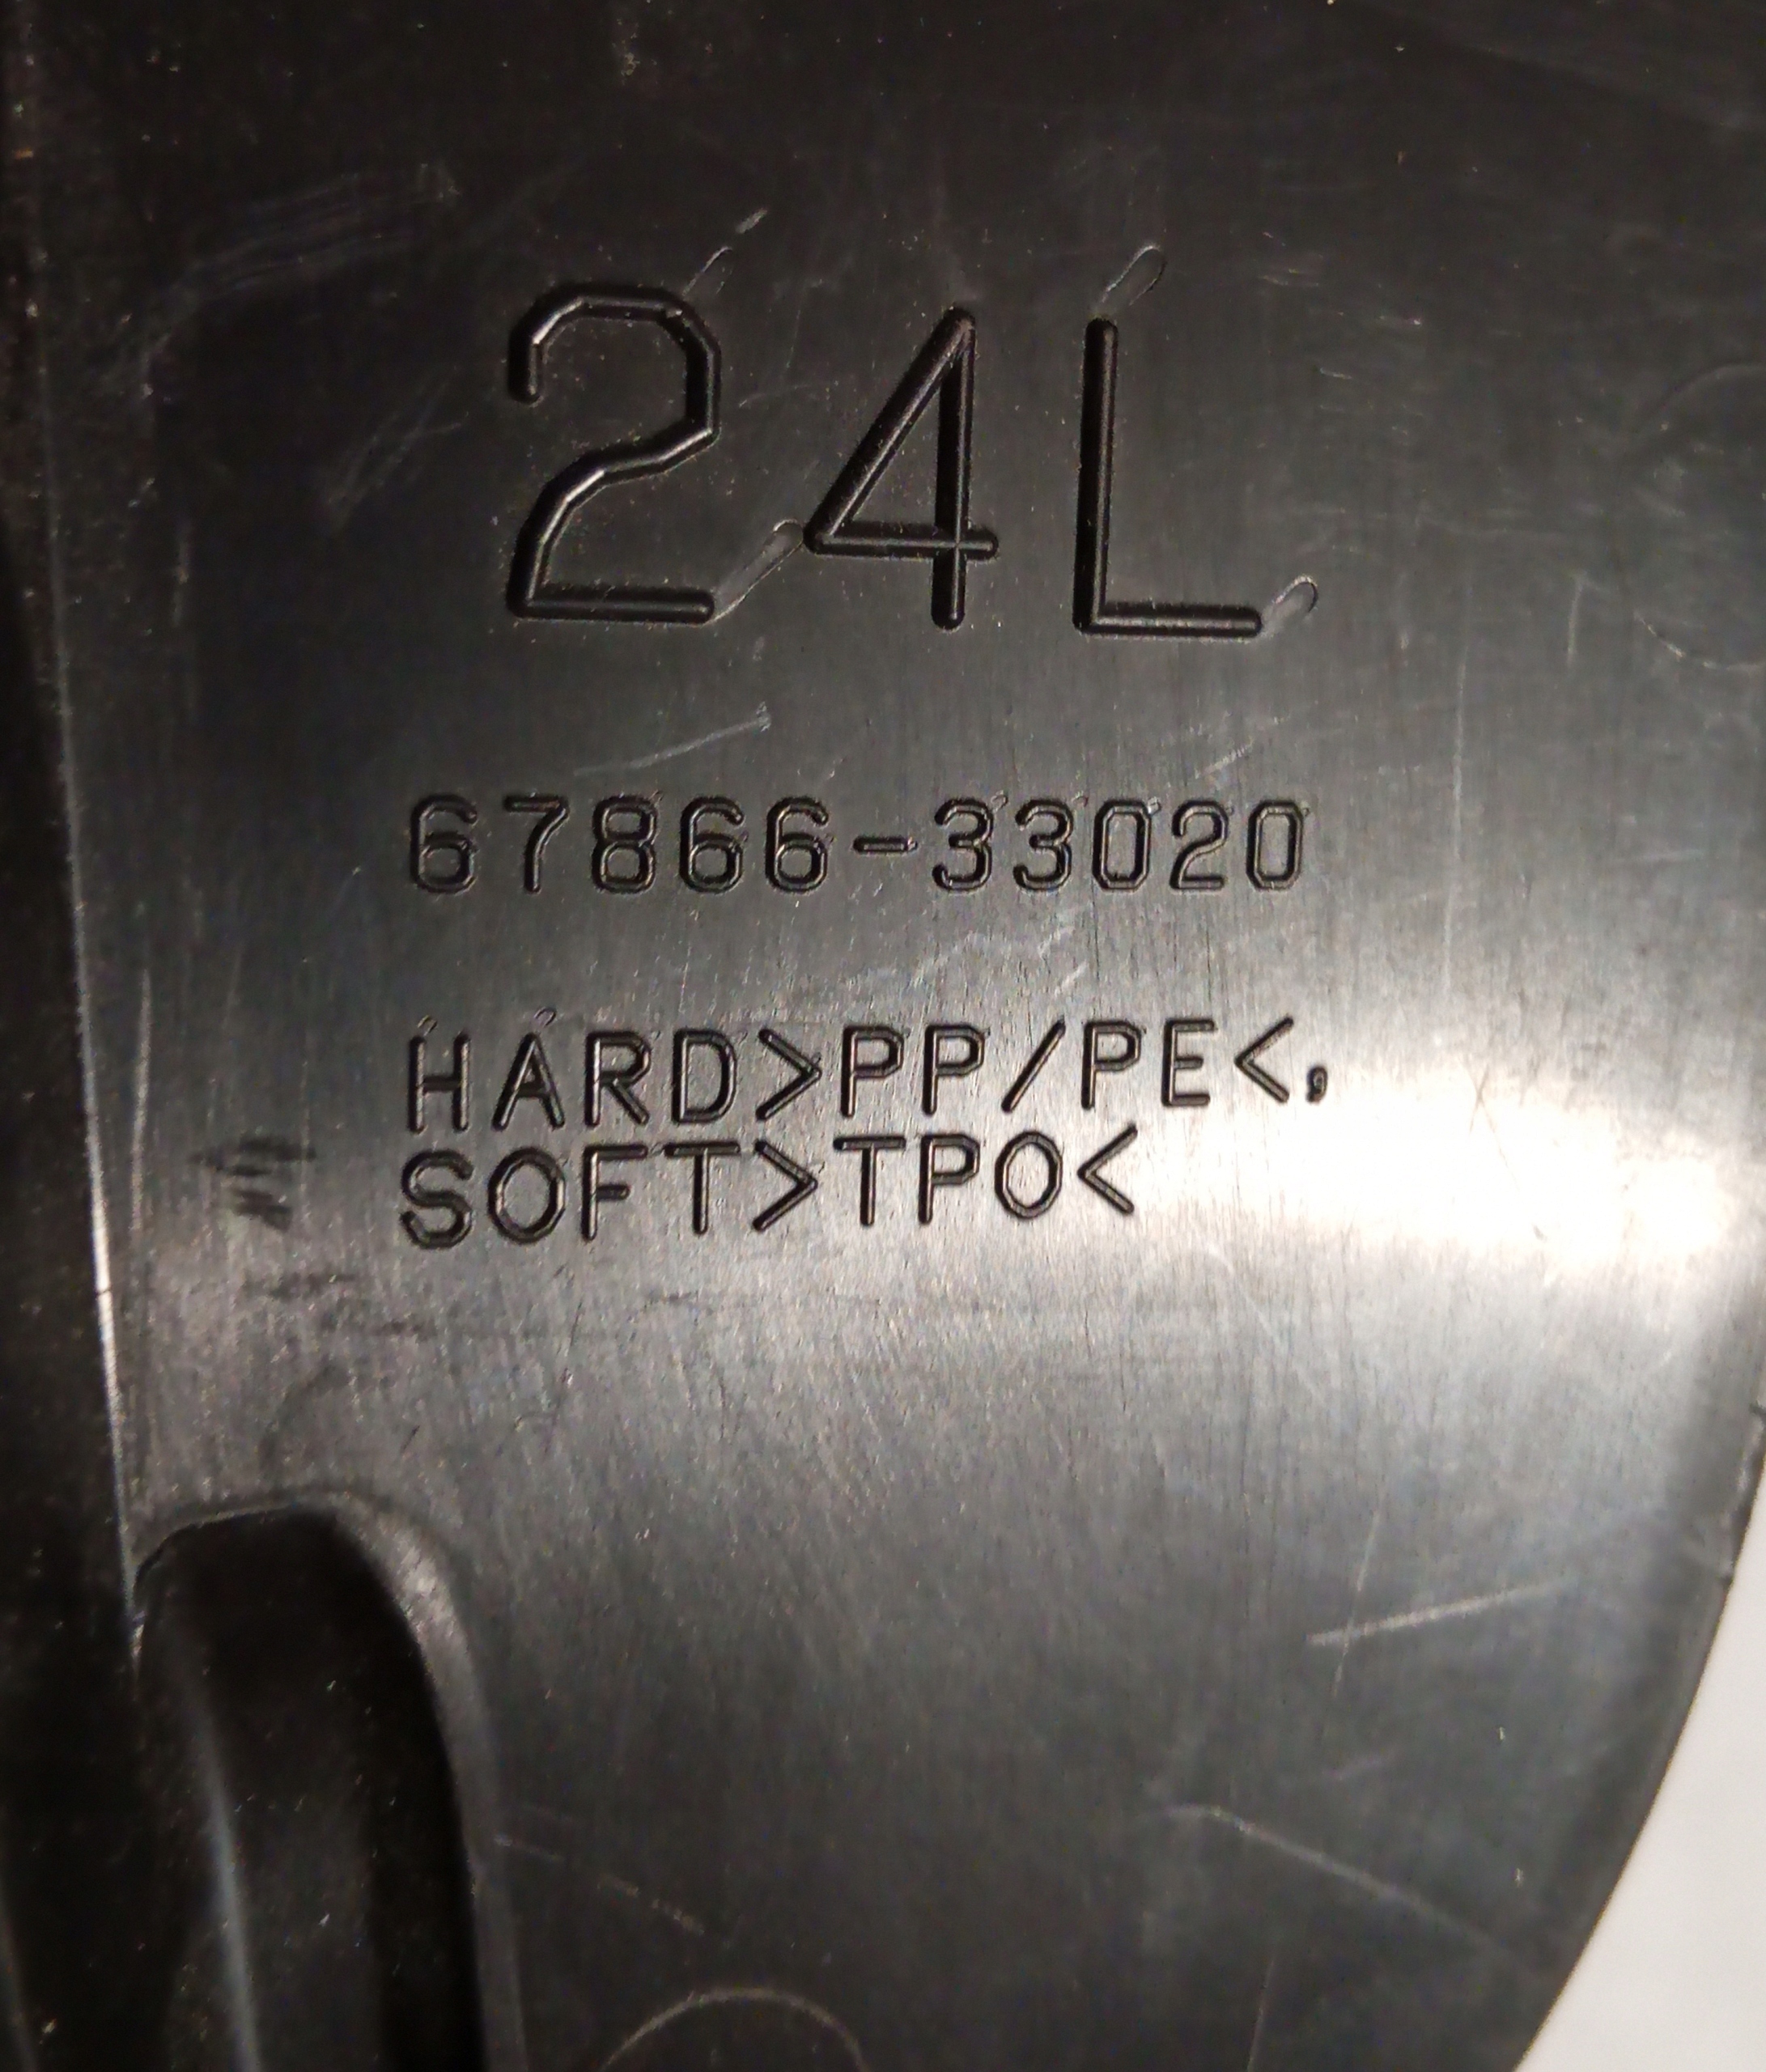 24L
67866-33020
HARD>PP/PE<,
SOFT>TPO<